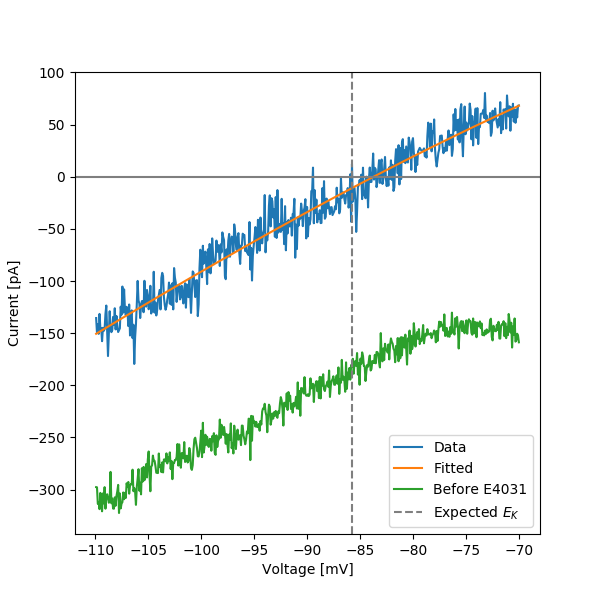 100
50
0
−50
−100
−150
−200
−250
−300
Current [pA]
Data
Fitted
Before E4031
Expected E_K
−110 −105 −100 −95 −90 −85 −80 −75 −70
Voltage [mV]